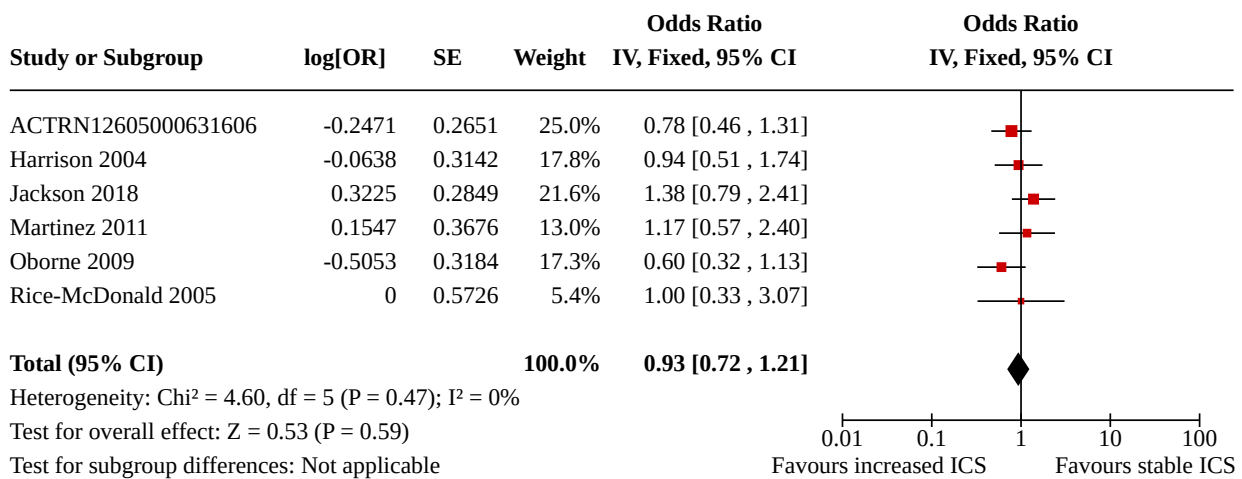 Odds Ratio Odds Ratio
Study or Subgroup log[OR] SE Weight IV, Fixed, 95% CI IV, Fixed, 95% CI
ACTRN12605000631606 -0.2471 0.2651 25.0% 0.78 [0.46 , 1.31]
Harrison 2004 -0.0638 0.3142 17.8% 0.94 [0.51 , 1.74]
Jackson 2018 0.3225 0.2849 21.6% 1.38 [0.79 , 2.41]
Martinez 2011 0.1547 0.3676 13.0% 1.17 [0.57 , 2.40]
Oborne 2009 -0.5053 0.3184 17.3% 0.60 [0.32 , 1.13]
Rice-McDonald 2005 0 0.5726 5.4% 1.00 [0.33 , 3.07]
Total (95% CI) 100.0% 0.93 [0.72 , 1.21]
Heterogeneity: Chi² = 4.60, df = 5 (P = 0.47); I² = 0%
Test for overall effect: Z = 0.53 (P = 0.59) 0.01 0.1 1 10 100
Test for subgroup differences: Not applicable Favours increased ICS Favours stable ICS